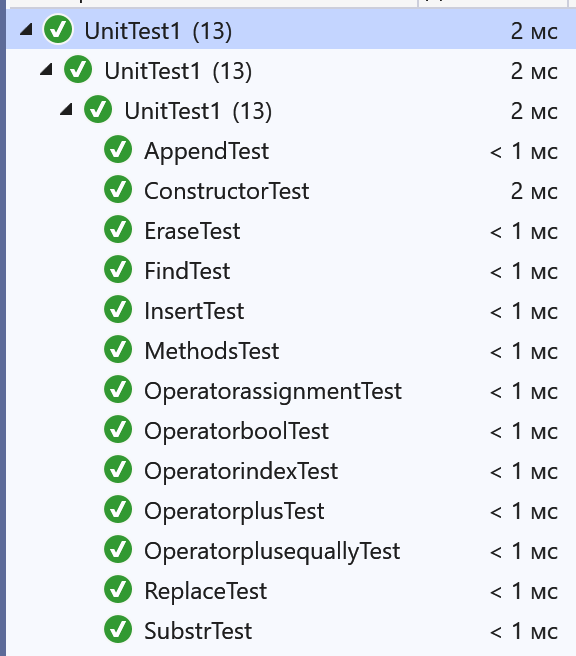 UnitTest1 (13) 2 мс
UnitTest1 (13) 2 мс
UnitTest1 (13) 2 мс
AppendTest < 1 мс
ConstructorTest 2 мс
EraseTest < 1 мс
FindTest < 1 мс
InsertTest < 1 мс
MethodsTest < 1 мс
OperatorassignmentTest < 1 мс
OperatorboolTest < 1 мс
OperatorindexTest < 1 мс
OperatorplusTest < 1 мс
OperatorplusequallyTest < 1 мс
ReplaceTest < 1 мс
SubstrTest < 1 мс